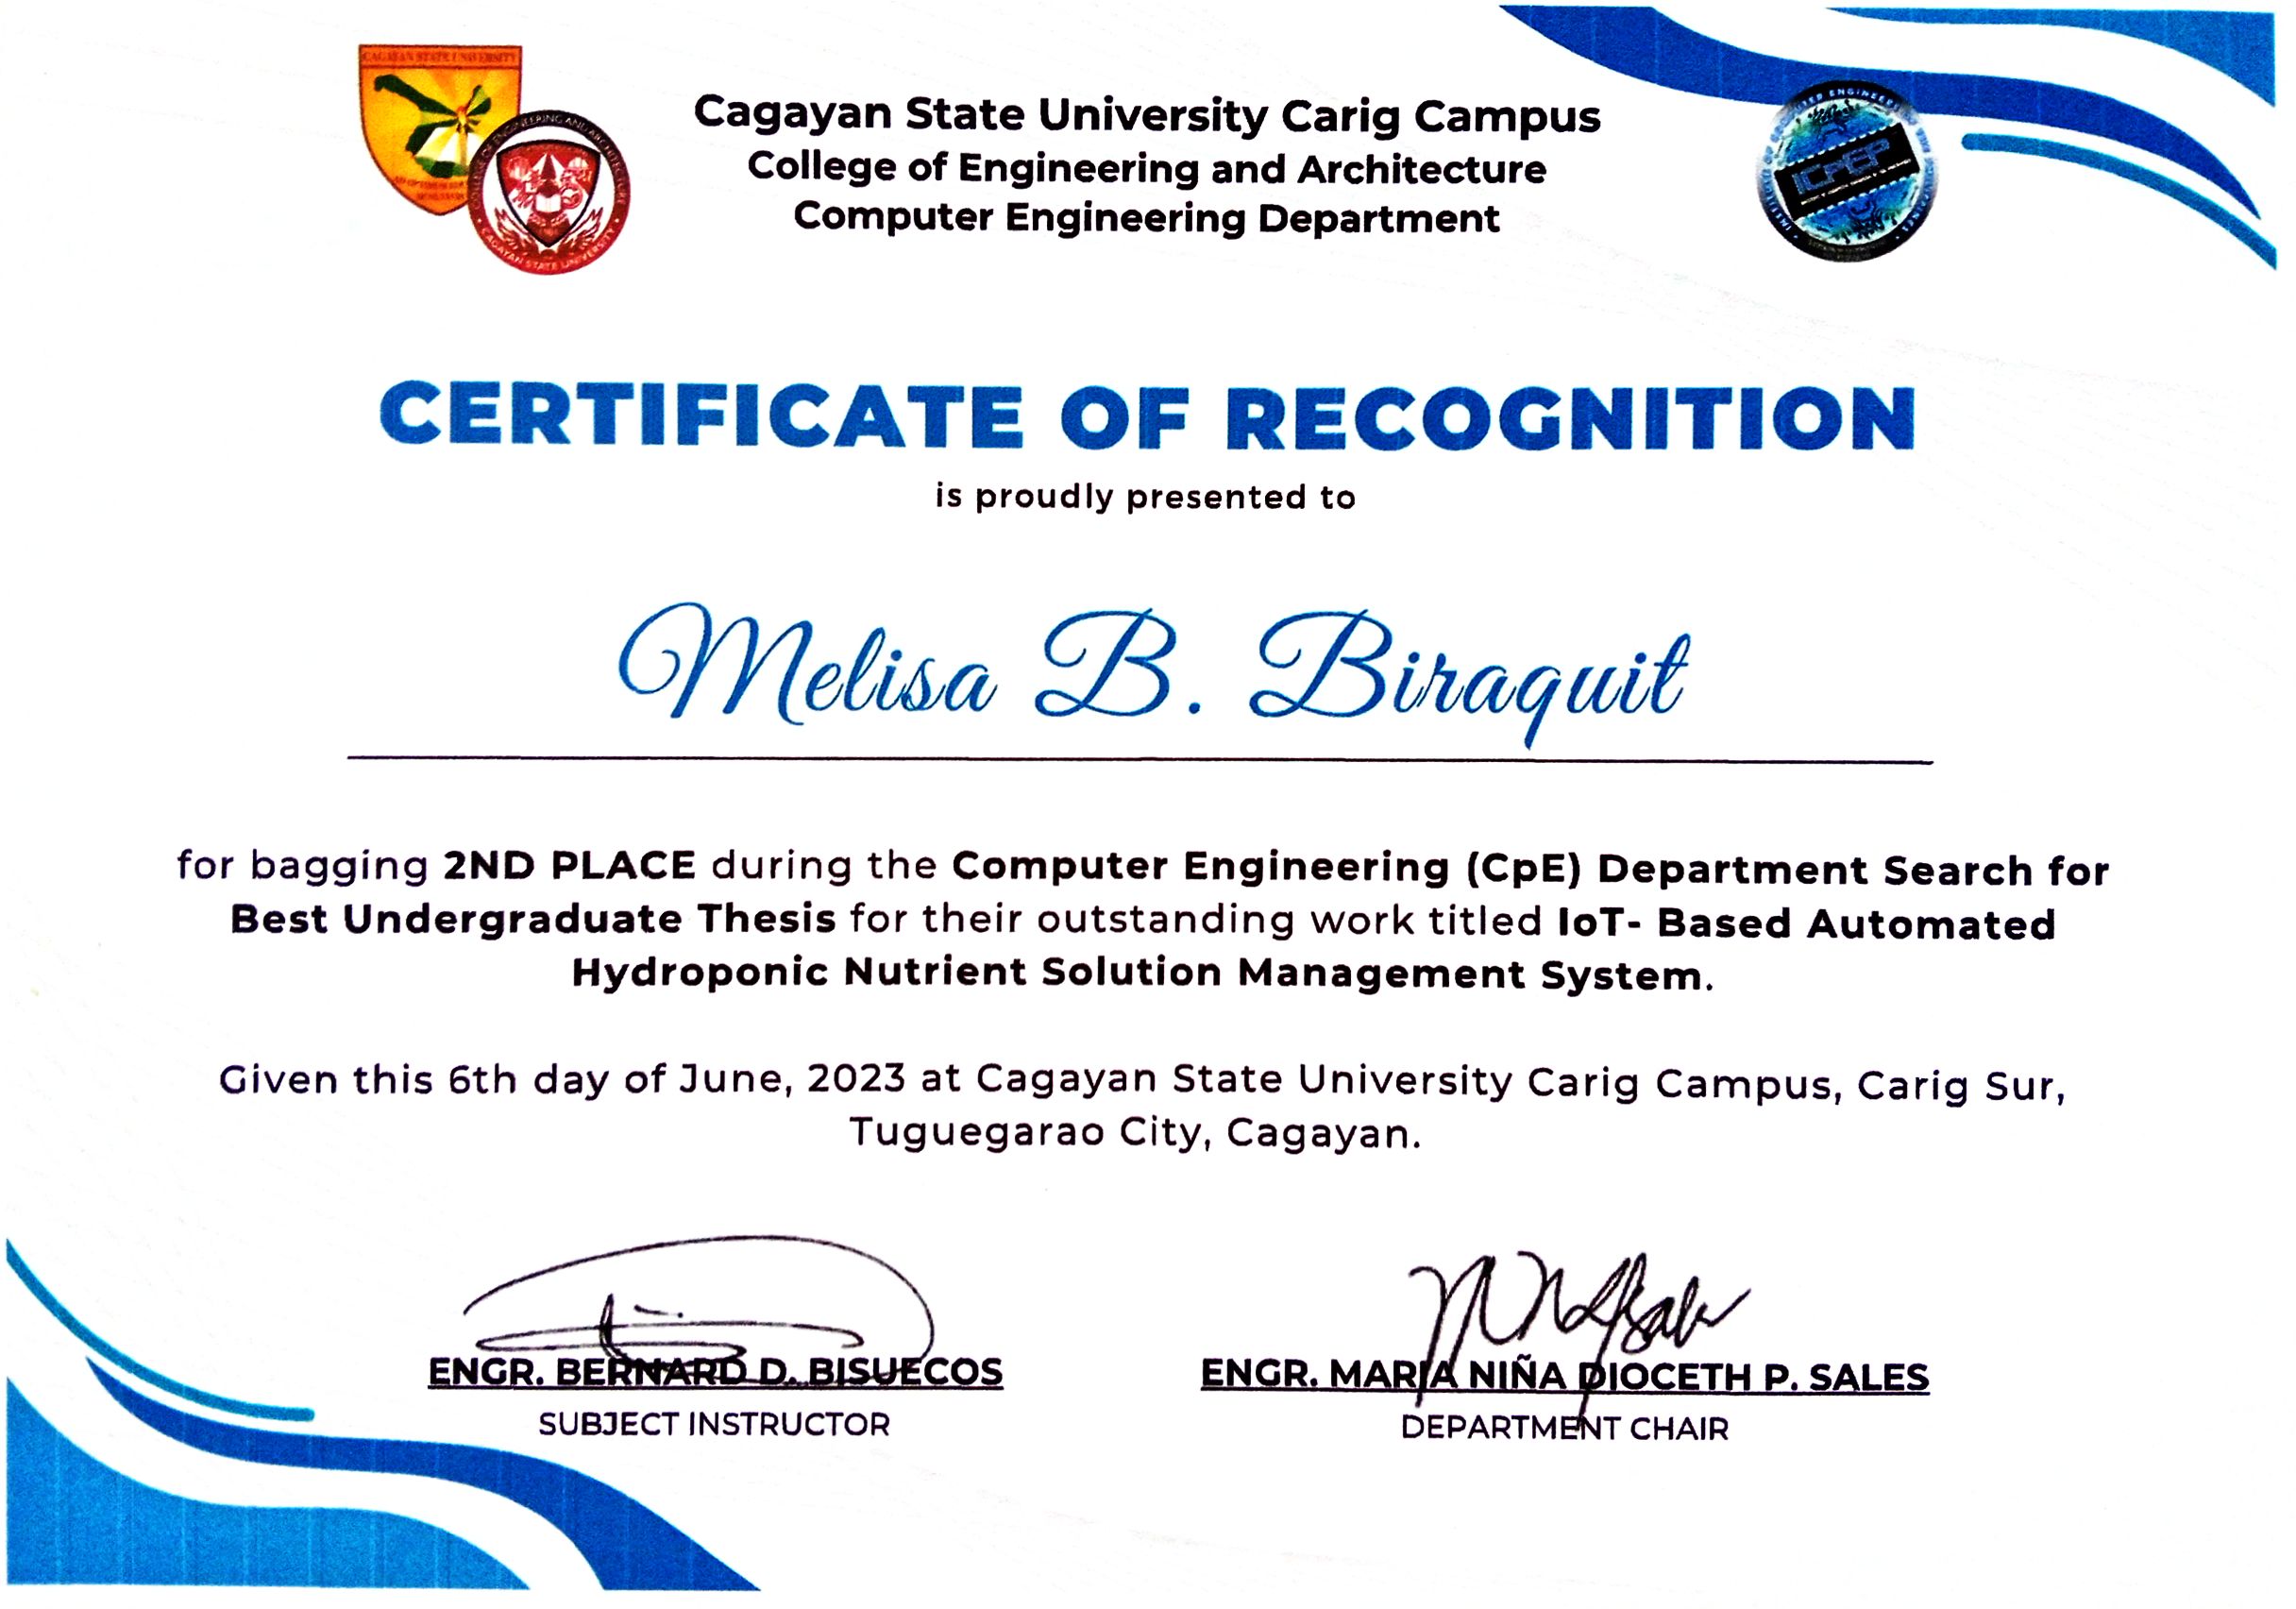 CAGAYAN STATE UNIVERSITY
COLLEGE OF ENGINEERING AND ARCHITECTURE
CAGAYAN STATE UNIVERSITY
Cagayan State University Carig Campus
College of Engineering and Architecture
Computer Engineering Department
ICpEP
CERTIFICATE OF RECOGNITION
is proudly presented to
Melisa B. Biraquit
for bagging 2ND PLACE during the Computer Engineering (CpE) Department Search for
Best Undergraduate Thesis for their outstanding work titled IoT- Based Automated
Hydroponic Nutrient Solution Management System.
Given this 6th day of June, 2023 at Cagayan State University Carig Campus, Carig Sur,
Tuguegarao City, Cagayan.
ENGR. BERNARD D. BISUECOS
SUBJECT INSTRUCTOR
ENGR. MARIA NIÑA DIOCETH P. SALES
DEPARTMENT CHAIR